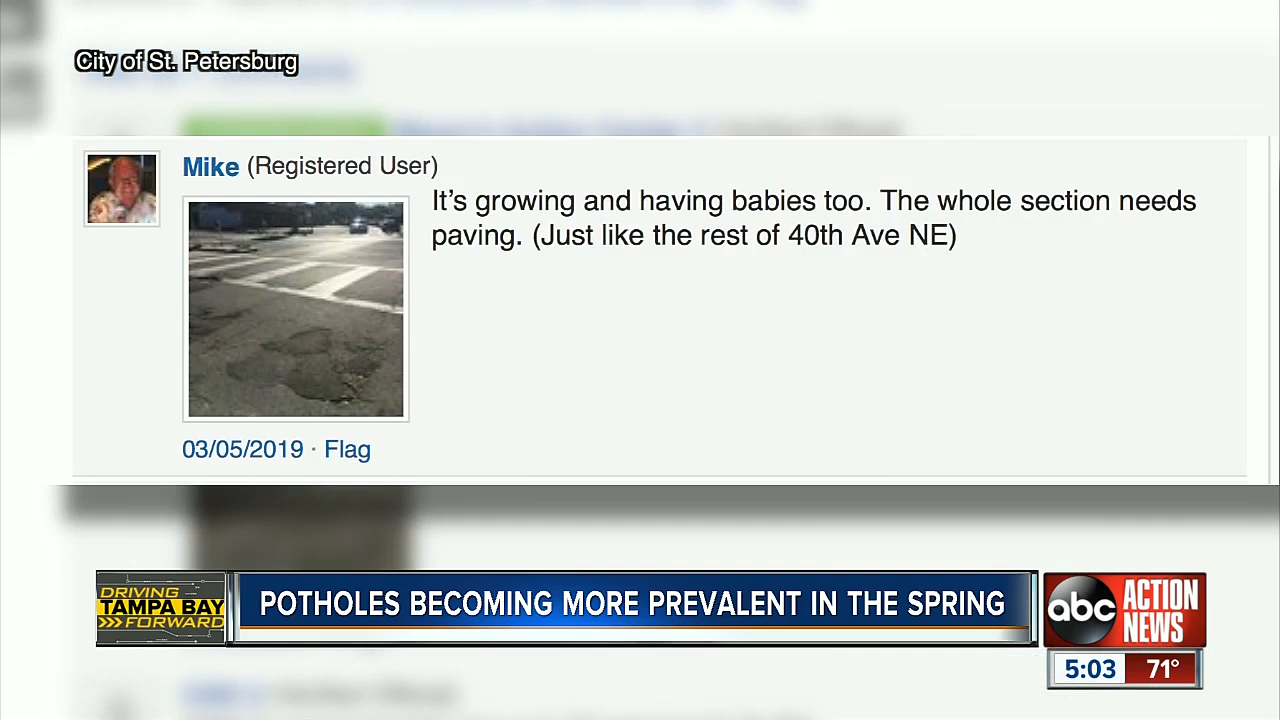 City of St. Petersburg
Mike (Registered User)
It's growing and having babies too. The whole section needs
paving. (Just like the rest of 40th Ave NE)
03/05/2019 · Flag
DRIVING
TAMPA BAY
>>> FORWARD
POTHOLES BECOMING MORE PREVALENT IN THE SPRING
abc ACTION
NEWS
5:03 71°